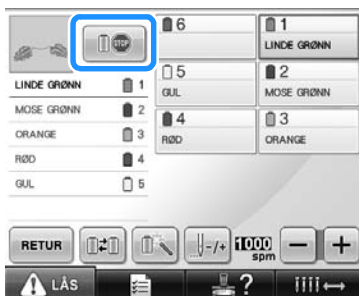 STOP
LINDE GRØNN 1
MOSE GRØNN 2
ORANGE 3
RØD 4
GUL 5
6
1
LINDE GRØNN
5
GUL
2
MOSE GRØNN
4
RØD
3
ORANGE
RETUR
-/+
1000
spm
− +
LÅS
?